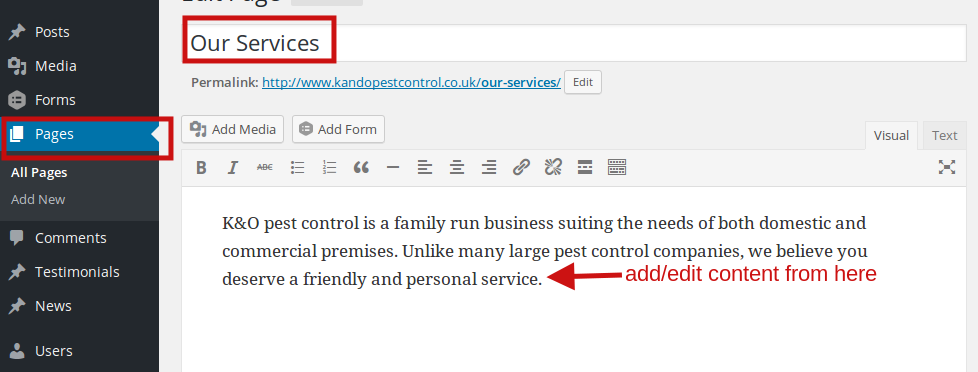 Posts
Media
Forms
Pages
All Pages
Add New
Comments
Testimonials
News
Users
Edit Page
Our Services
Permalink: http://www.kandopestcontrol.co.uk/our-services/ Edit
Add Media Add Form
Visual Text
B I ABC
K&O pest control is a family run business suiting the needs of both domestic and
commercial premises. Unlike many large pest control companies, we believe you
deserve a friendly and personal service.
add/edit content from here